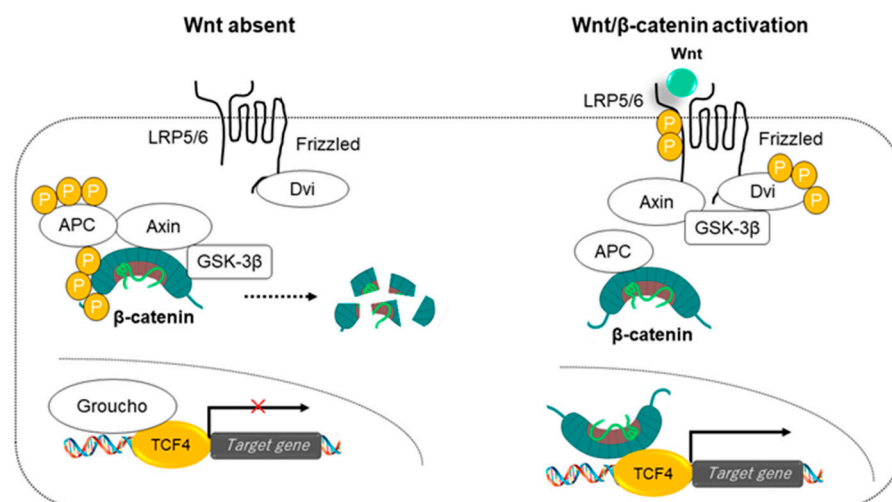 Wnt absent
LRP5/6
Frizzled
Dvi
P P P
APC
Axin
P
P
P
GSK-3β
β-catenin
Groucho
TCF4
Target gene
Wnt/β-catenin activation
Wnt
LRP5/6
P
P
Frizzled
P
P
P
Axin
Dvi
GSK-3β
APC
β-catenin
TCF4
Target gene